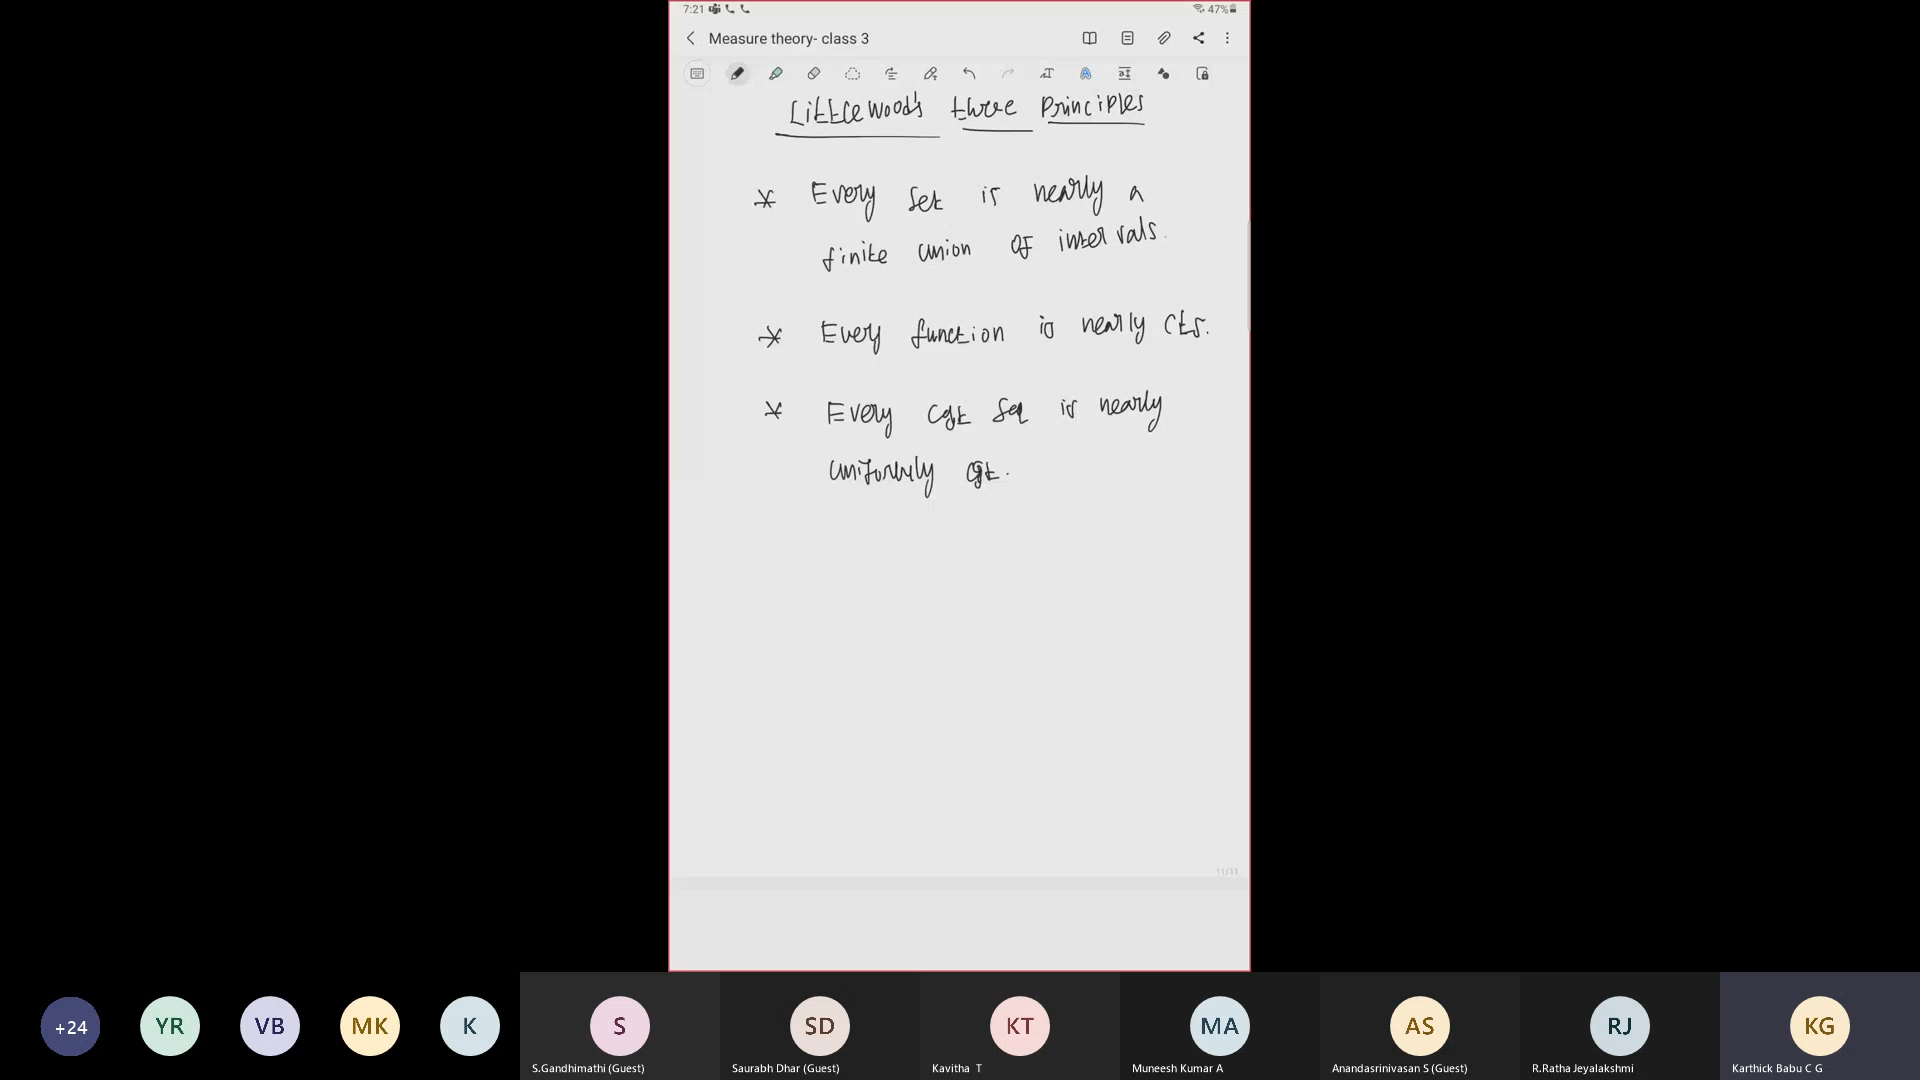 7:21
47%
Measure theory- class 3
Littlewood's three Principles
* Every set is nearly a
finite union of intervals.
* Every function is nearly cts.
* Every cgt seq is nearly
uniformly cgt.
11/11
+24
YR
VB
MK
K
S
SD
KT
MA
AS
RJ
KG
S.Gandhimathi (Guest)
Saurabh Dhar (Guest)
Kavitha T
Muneesh Kumar A
Anandasrinivasan S (Guest)
R.Ratha Jeyalakshmi
Karthick Babu C G